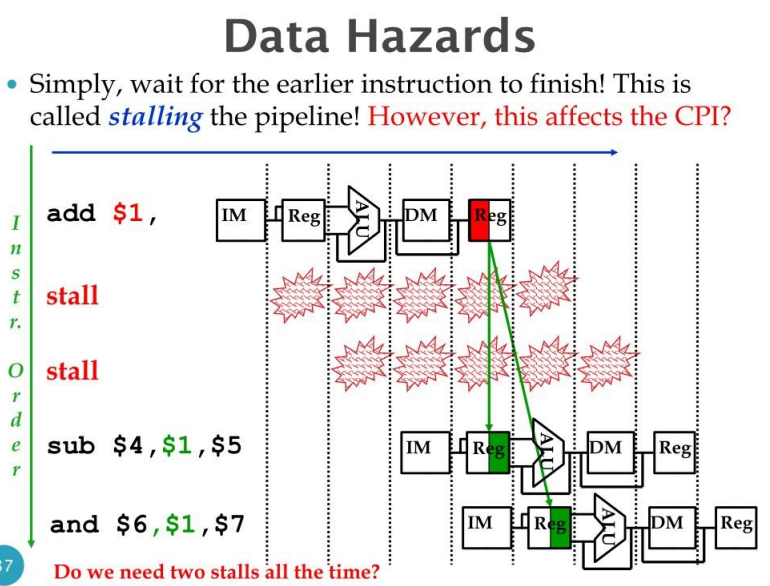 Data Hazards
• Simply, wait for the earlier instruction to finish! This is
called stalling the pipeline! However, this affects the CPI?
Instr. Order
add $1,
IM Reg ALU DM Reg
stall
stall
sub $4,$1,$5
IM Reg ALU DM Reg
and $6,$1,$7
IM Reg ALU DM Reg
37
Do we need two stalls all the time?